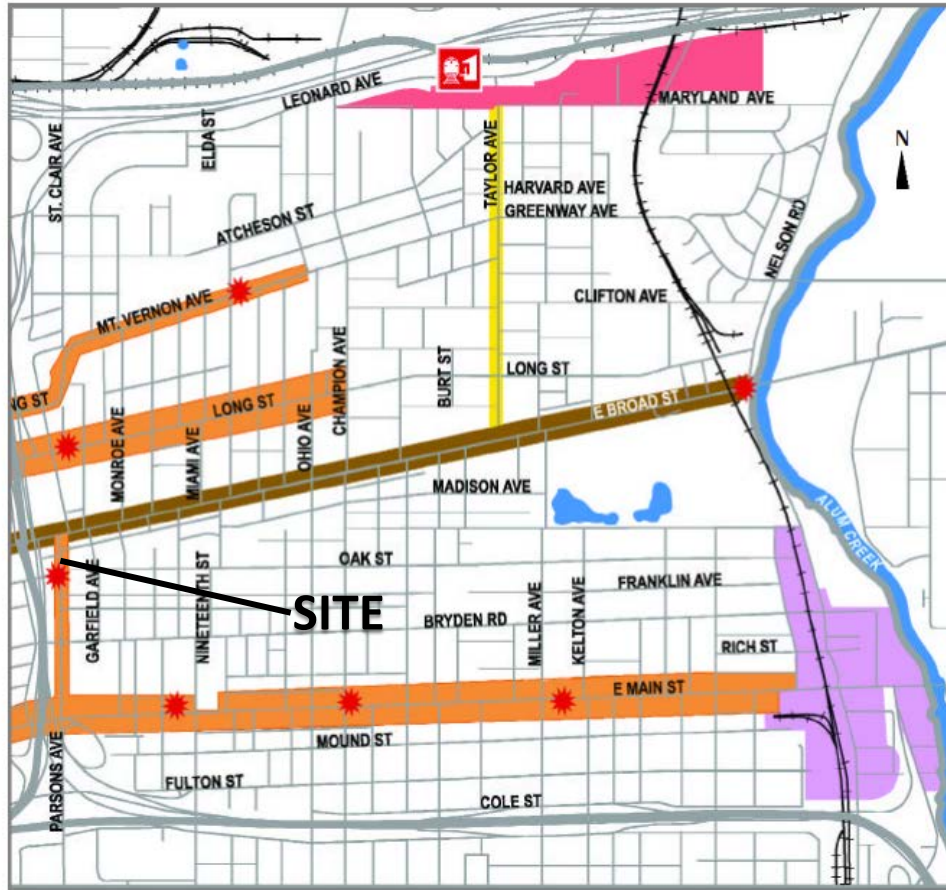 LEONARD AVE
MARYLAND AVE
ST. CLAIR AVE
ELDA ST
TAYLOR AVE
N
HARVARD AVE
GREENWAY AVE
ATCHESON ST
NELSON RD
MT. VERNON AVE
CLIFTON AVE
NG ST
LONG ST
CHAMPION AVE
BURT ST
LONG ST
E BROAD ST
MONROE AVE
MIAMI AVE
OHIO AVE
MADISON AVE
ALUM CREEK
OAK ST
GARFIELD AVE
NINETEENTH ST
SITE
FRANKLIN AVE
BRYDEN RD
MILLER AVE
KELTON AVE
RICH ST
E MAIN ST
MOUND ST
PARSONS AVE
FULTON ST
COLE ST